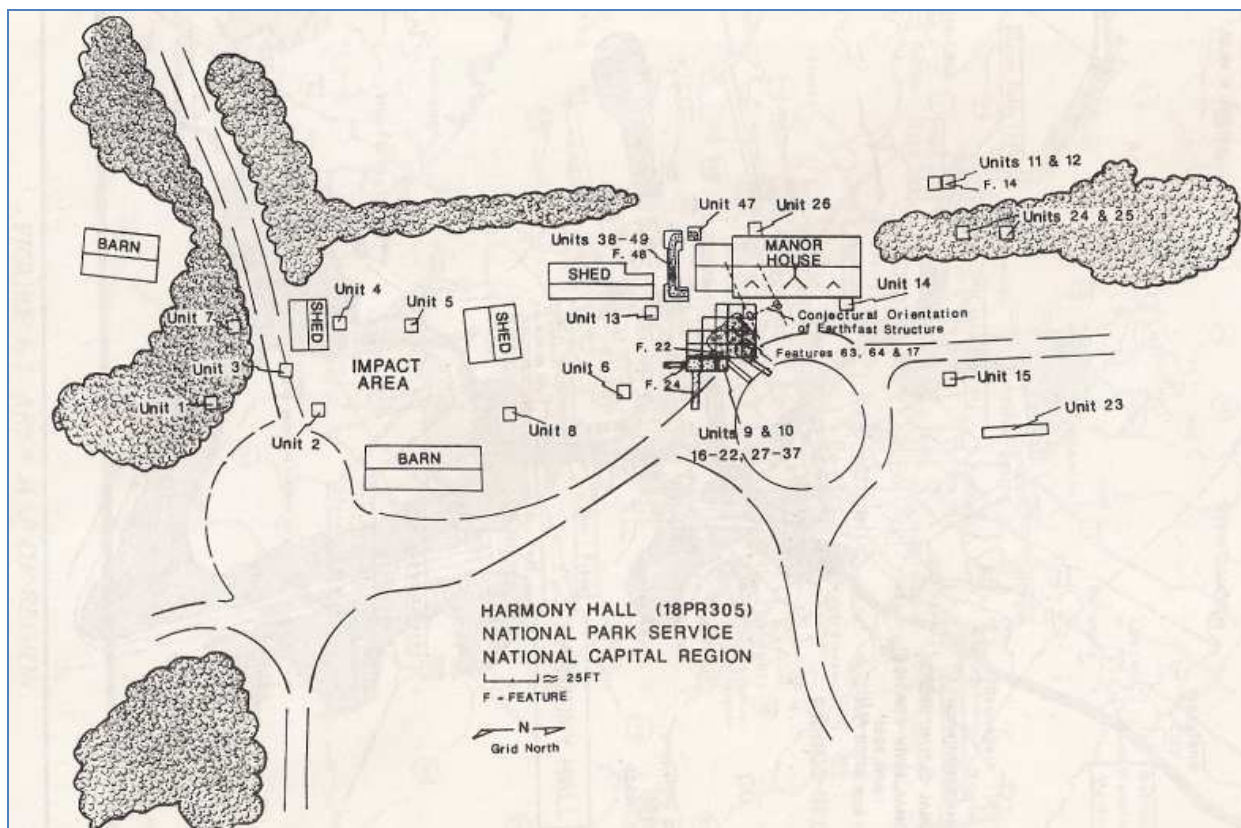 Units 11 & 12
F. 14
Unit 47
Unit 26
Units 24 & 25
BARN
Units 38-49
F. 48
MANOR
HOUSE
SHED
Unit 4
Unit 5
Unit 14
Unit 7
SHED
SHED
Unit 13
Conjectural Orientation
of Earthfast Structure
F. 22
Features 63, 64 & 17
IMPACT
AREA
Unit 3
Unit 6
F. 24
Unit 15
Unit 1
Unit 2
Unit 8
Unit 23
Units 9 & 10
16-22, 27-37
BARN
HARMONY HALL (18PR305)
NATIONAL PARK SERVICE
NATIONAL CAPITAL REGION
≈ 25FT
F - FEATURE
N
Grid North